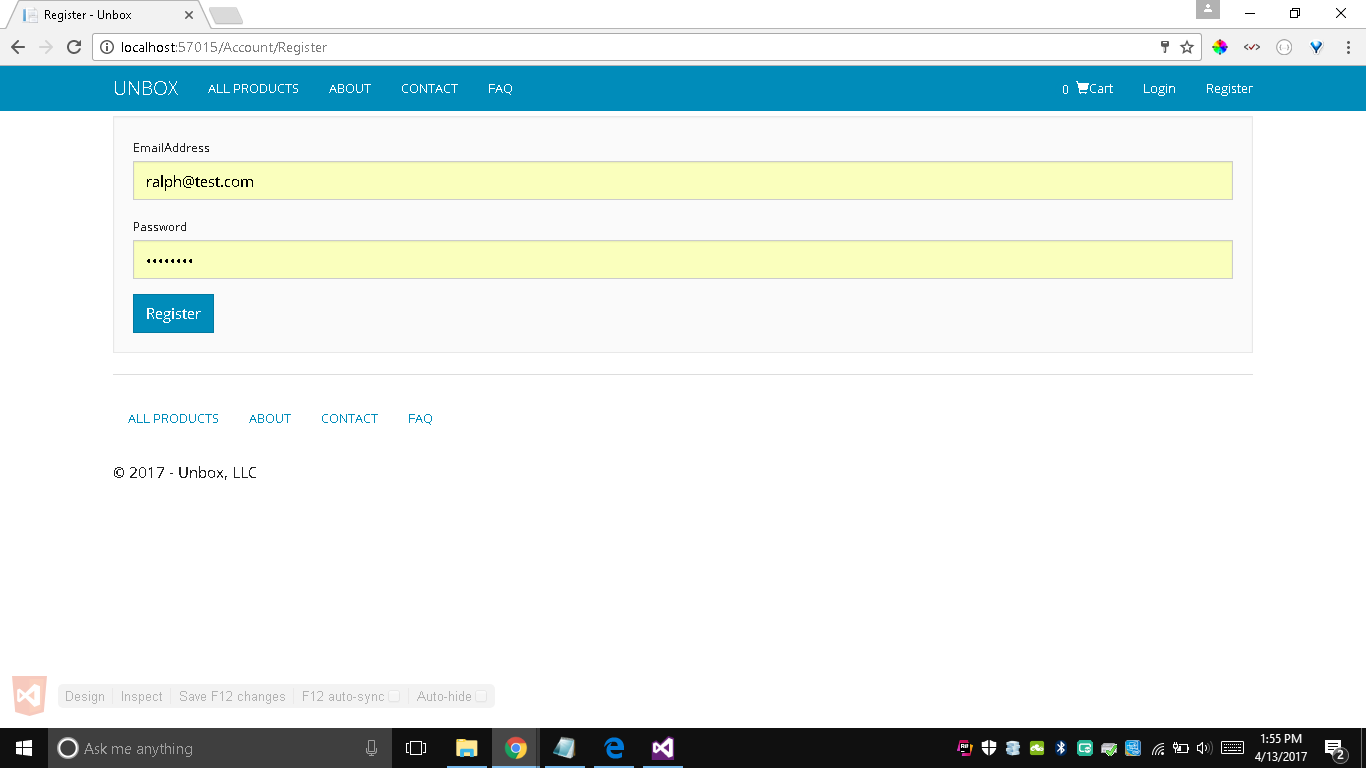 Register - Unbox
localhost:57015/Account/Register
UNBOX ALL PRODUCTS ABOUT CONTACT FAQ 0 Cart Login Register
EmailAddress
ralph@test.com
Password
••••••••
Register
ALL PRODUCTS ABOUT CONTACT FAQ
© 2017 - Unbox, LLC
Design Inspect Save F12 changes F12 auto-sync Auto-hide
Ask me anything
1:55 PM
4/13/2017
2